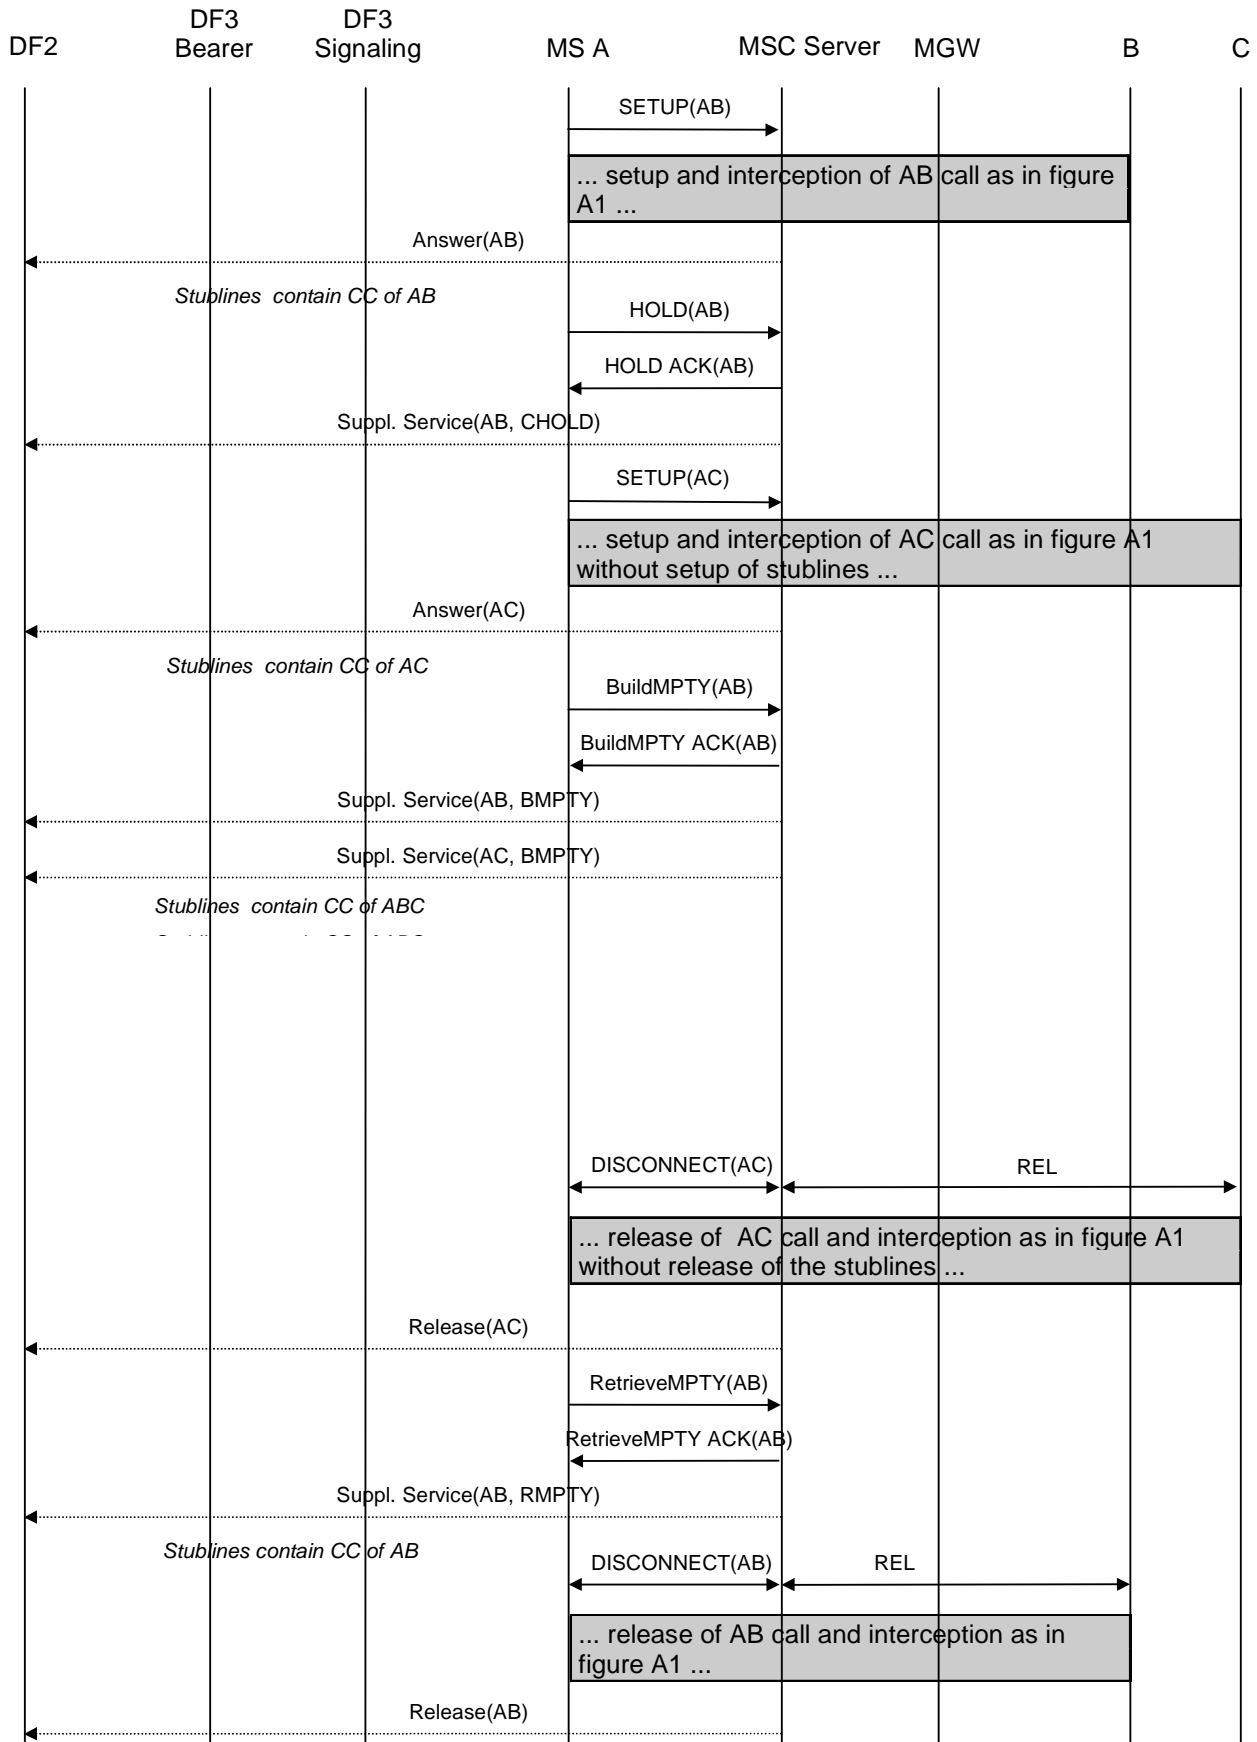 DF3 DF3
DF2 Bearer Signaling MS A MSC Server MGW B C
SETUP(AB)
... setup and interception of AB call as in figure
A1 ...
Answer(AB)
Stublines contain CC of AB
HOLD(AB)
HOLD ACK(AB)
Suppl. Service(AB, CHOLD)
SETUP(AC)
... setup and interception of AC call as in figure A1
without setup of stublines ...
Answer(AC)
Stublines contain CC of AC
BuildMPTY(AB)
BuildMPTY ACK(AB)
Suppl. Service(AB, BMPTY)
Suppl. Service(AC, BMPTY)
Stublines contain CC of ABC
DISCONNECT(AC) REL
... release of AC call and interception as in figure A1
without release of the stublines ...
Release(AC)
RetrieveMPTY(AB)
RetrieveMPTY ACK(AB)
Suppl. Service(AB, RMPTY)
Stublines contain CC of AB
DISCONNECT(AB) REL
... release of AB call and interception as in
figure A1 ...
Release(AB)